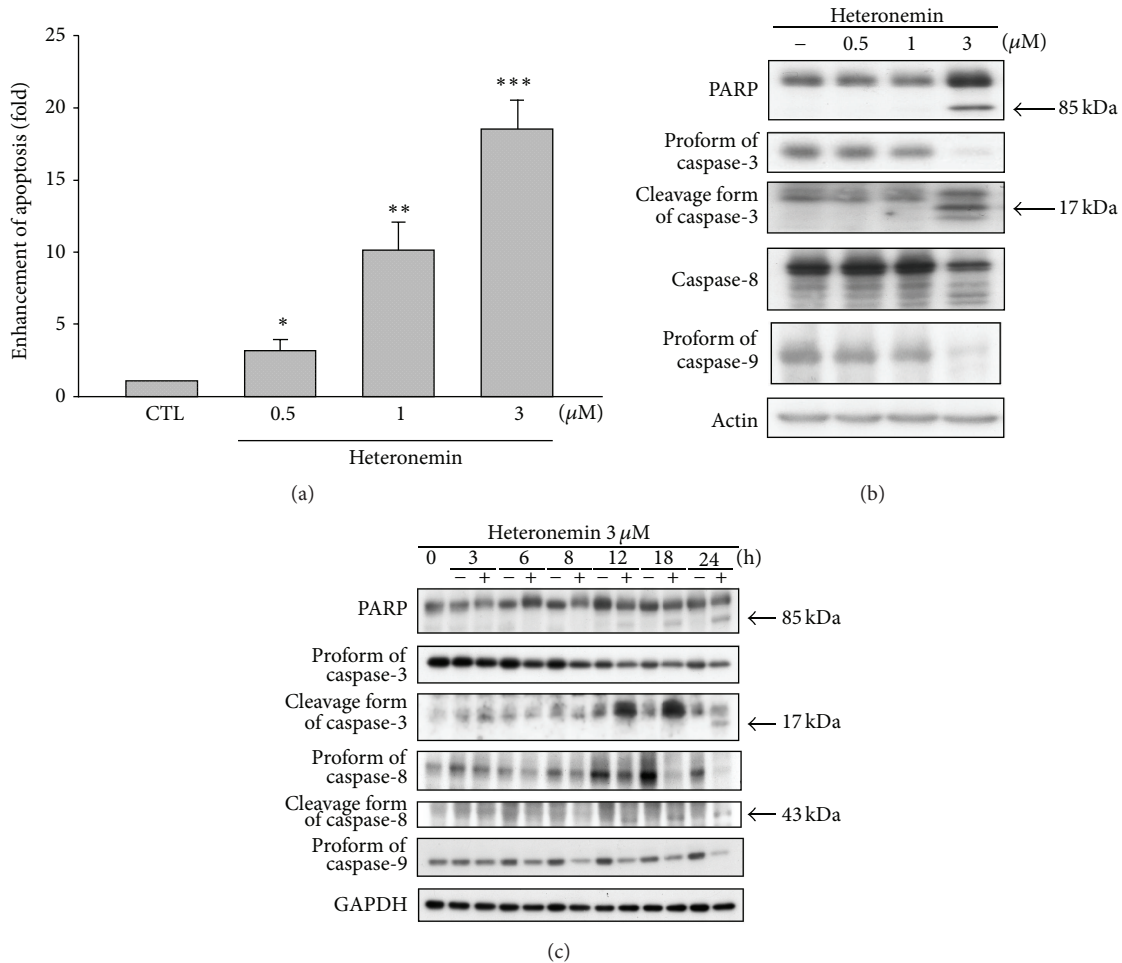 25
20
15
10
5
0
Enhancement of apoptosis (fold)
*
**
***
CTL 0.5 1 3 (μM)
Heteronemin
(a)
Heteronemin
− 0.5 1 3 (μM)
PARP
85 kDa
Proform of
caspase-3
Cleavage form
of caspase-3
17 kDa
Caspase-8
Proform of
caspase-9
Actin
(b)
Heteronemin 3 μM
0 3 6 8 12 18 24 (h)
− + − + − + − + − + − +
PARP
85 kDa
Proform of
caspase-3
Cleavage form
of caspase-3
17 kDa
Proform of
caspase-8
Cleavage form
of caspase-8
43 kDa
Proform of
caspase-9
GAPDH
(c)